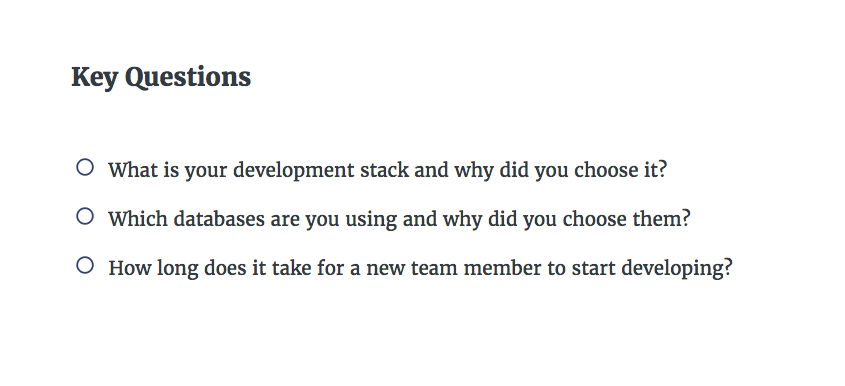 Key Questions
What is your development stack and why did you choose it?
Which databases are you using and why did you choose them?
How long does it take for a new team member to start developing?